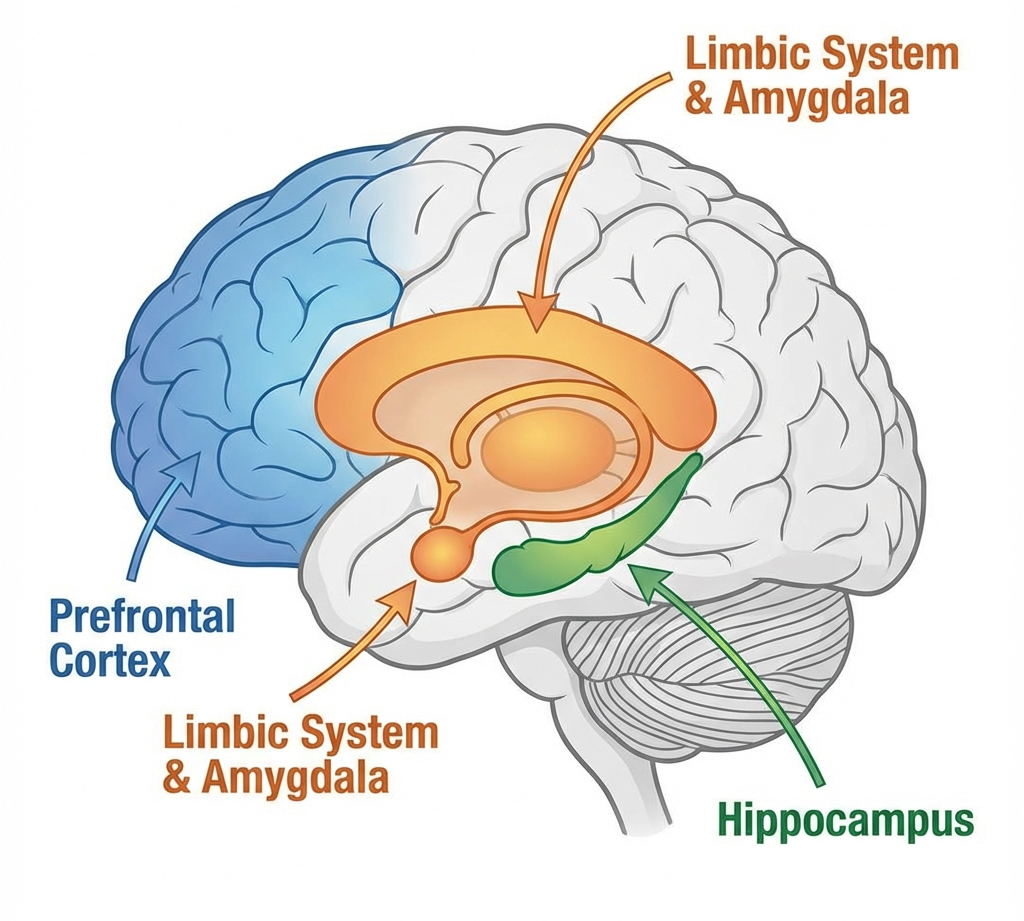 Limbic System
& Amygdala
Prefrontal
Cortex
Limbic System
& Amygdala
Hippocampus